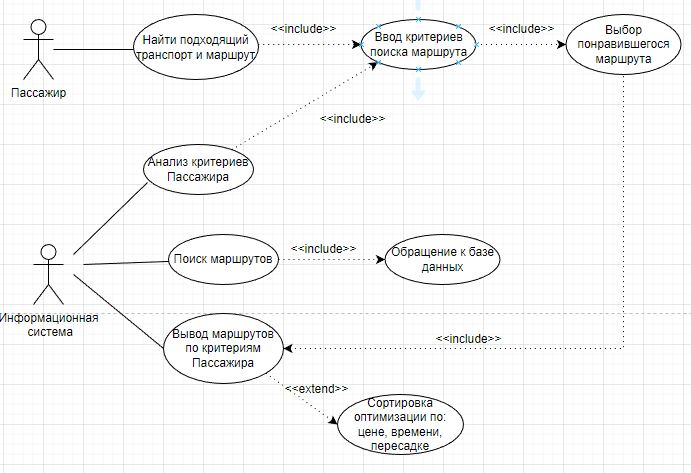 Найти подходящий
транспорт и маршрут
<<include>>
Ввод критериев
поиска маршрута
<<include>>
Выбор
понравившегося
маршрута
Пассажир
<<include>>
Анализ критериев
Пассажира
Поиск маршрутов
<<include>>
Обращение к базе
данных
Информационная
система
Вывод маршрутов
по критериям
Пассажира
<<include>>
<<extend>>
Сортировка
оптимизации по:
цене, времени,
пересадке